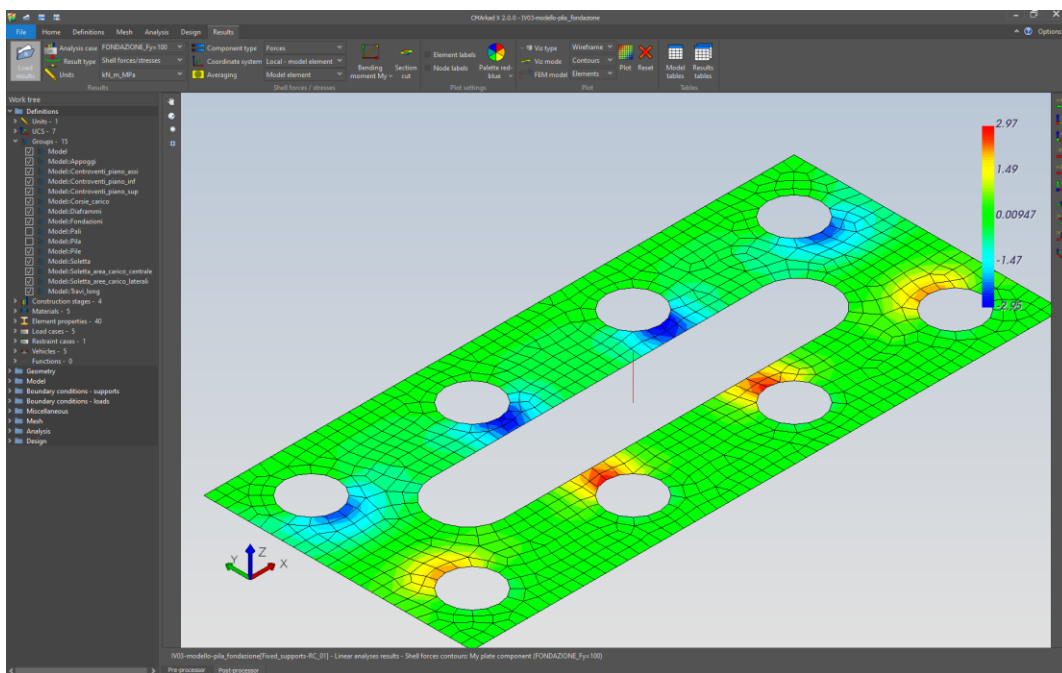 CMArkad X 2.0.0 - IV03-modello-pila_fondazione
File Home Definitions Mesh Analysis Design Results
Options
Load results
Analysis case FONDAZIONE_Fy=100
Result type Shell forces/stresses
Units kN_m_MPa
Results
Component type Forces
Coordinate system Local - model element
Averaging Model element
Bending moment My
Section cut
Shell forces / stresses
Element labels
Node labels
Palette red-blue
Plot settings
Viz type Wireframe
Viz mode Contours
FEM model Elements
Plot Reset
Plot
Model tables
Results tables
Tables
Work tree
Definitions
Units - 1
UCS - 7
Groups - 15
Model
Model::Appoggi
Model::Controventi_piano_assi
Model::Controventi_piano_inf
Model::Controventi_piano_sup
Model::Corsie_carico
Model::Diaframmi
Model::Fondazioni
Model::Pali
Model::Pila
Model::Pile
Model::Soletta
Model::Soletta_area_carico_centrale
Model::Soletta_aree_carico_laterali
Model::Travi_long
Construction stages - 4
Materials - 5
Element properties - 40
Load cases - 5
Restraint cases - 1
Vehicles - 5
Functions - 0
Geometry
Model
Boundary conditions - supports
Boundary conditions - loads
Miscellaneous
Mesh
Analysis
Design
2.97
1.49
0.00947
-1.47
-2.95
Z
Y
X
IV03-modello-pila_fondazione[Fixed_supports-RC_01] - Linear analyses results - Shell forces contours: My plate component (FONDAZIONE_Fy=100)
Pre-processor Post-processor